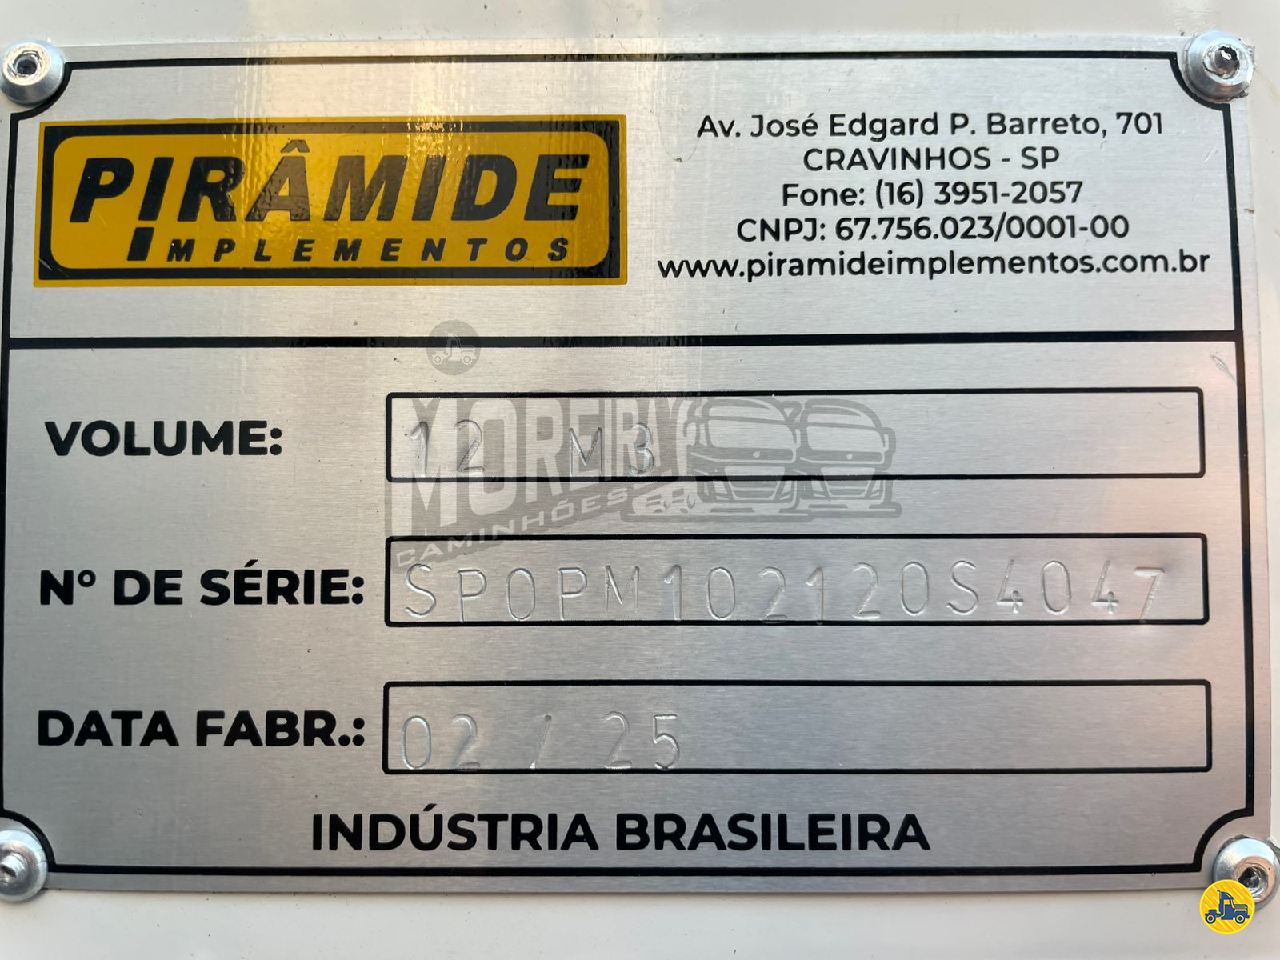 PIRÂMIDE
IMPLEMENTOS
Av. José Edgard P. Barreto, 701
CRAVINHOS - SP
Fone: (16) 3951-2057
CNPJ: 67.756.023/0001-00
www.piramideimplementos.com.br
VOLUME: 12 M3
MOREIRA
CAMINHÕES
Nº DE SÉRIE: SP0PM102120S4047
DATA FABR.: 02 / 25
INDÚSTRIA BRASILEIRA